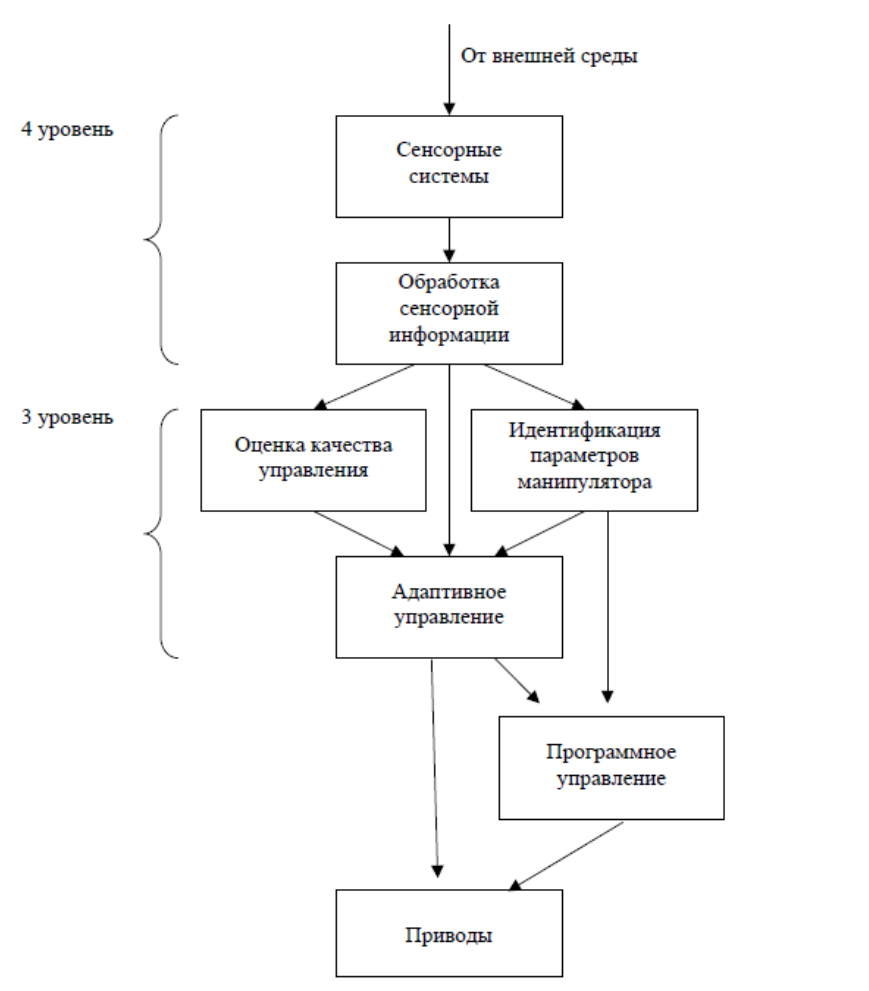 От внешней среды
4 уровень
Сенсорные
системы
Обработка
сенсорной
информации
3 уровень
Оценка качества
управления
Идентификация
параметров
манипулятора
Адаптивное
управление
Программное
управление
Приводы